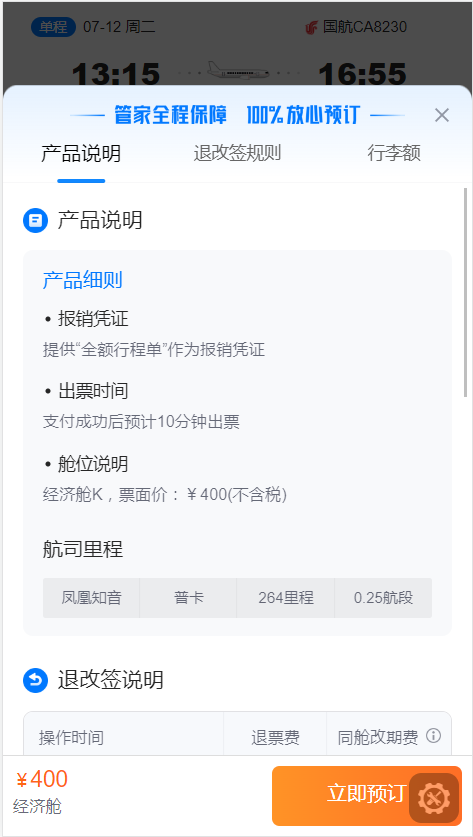 单程 07-12 周二 国航CA8230
13:15 16:55
管家全程保障 100%放心预订
产品说明 退改签规则 行李额
产品说明
产品细则
• 报销凭证
提供“全额行程单”作为报销凭证
• 出票时间
支付成功后预计10分钟出票
• 舱位说明
经济舱K，票面价：￥400(不含税)
航司里程
凤凰知音 普卡 264里程 0.25航段
退改签说明
操作时间 退票费 同舱改期费
¥400
经济舱
立即预订